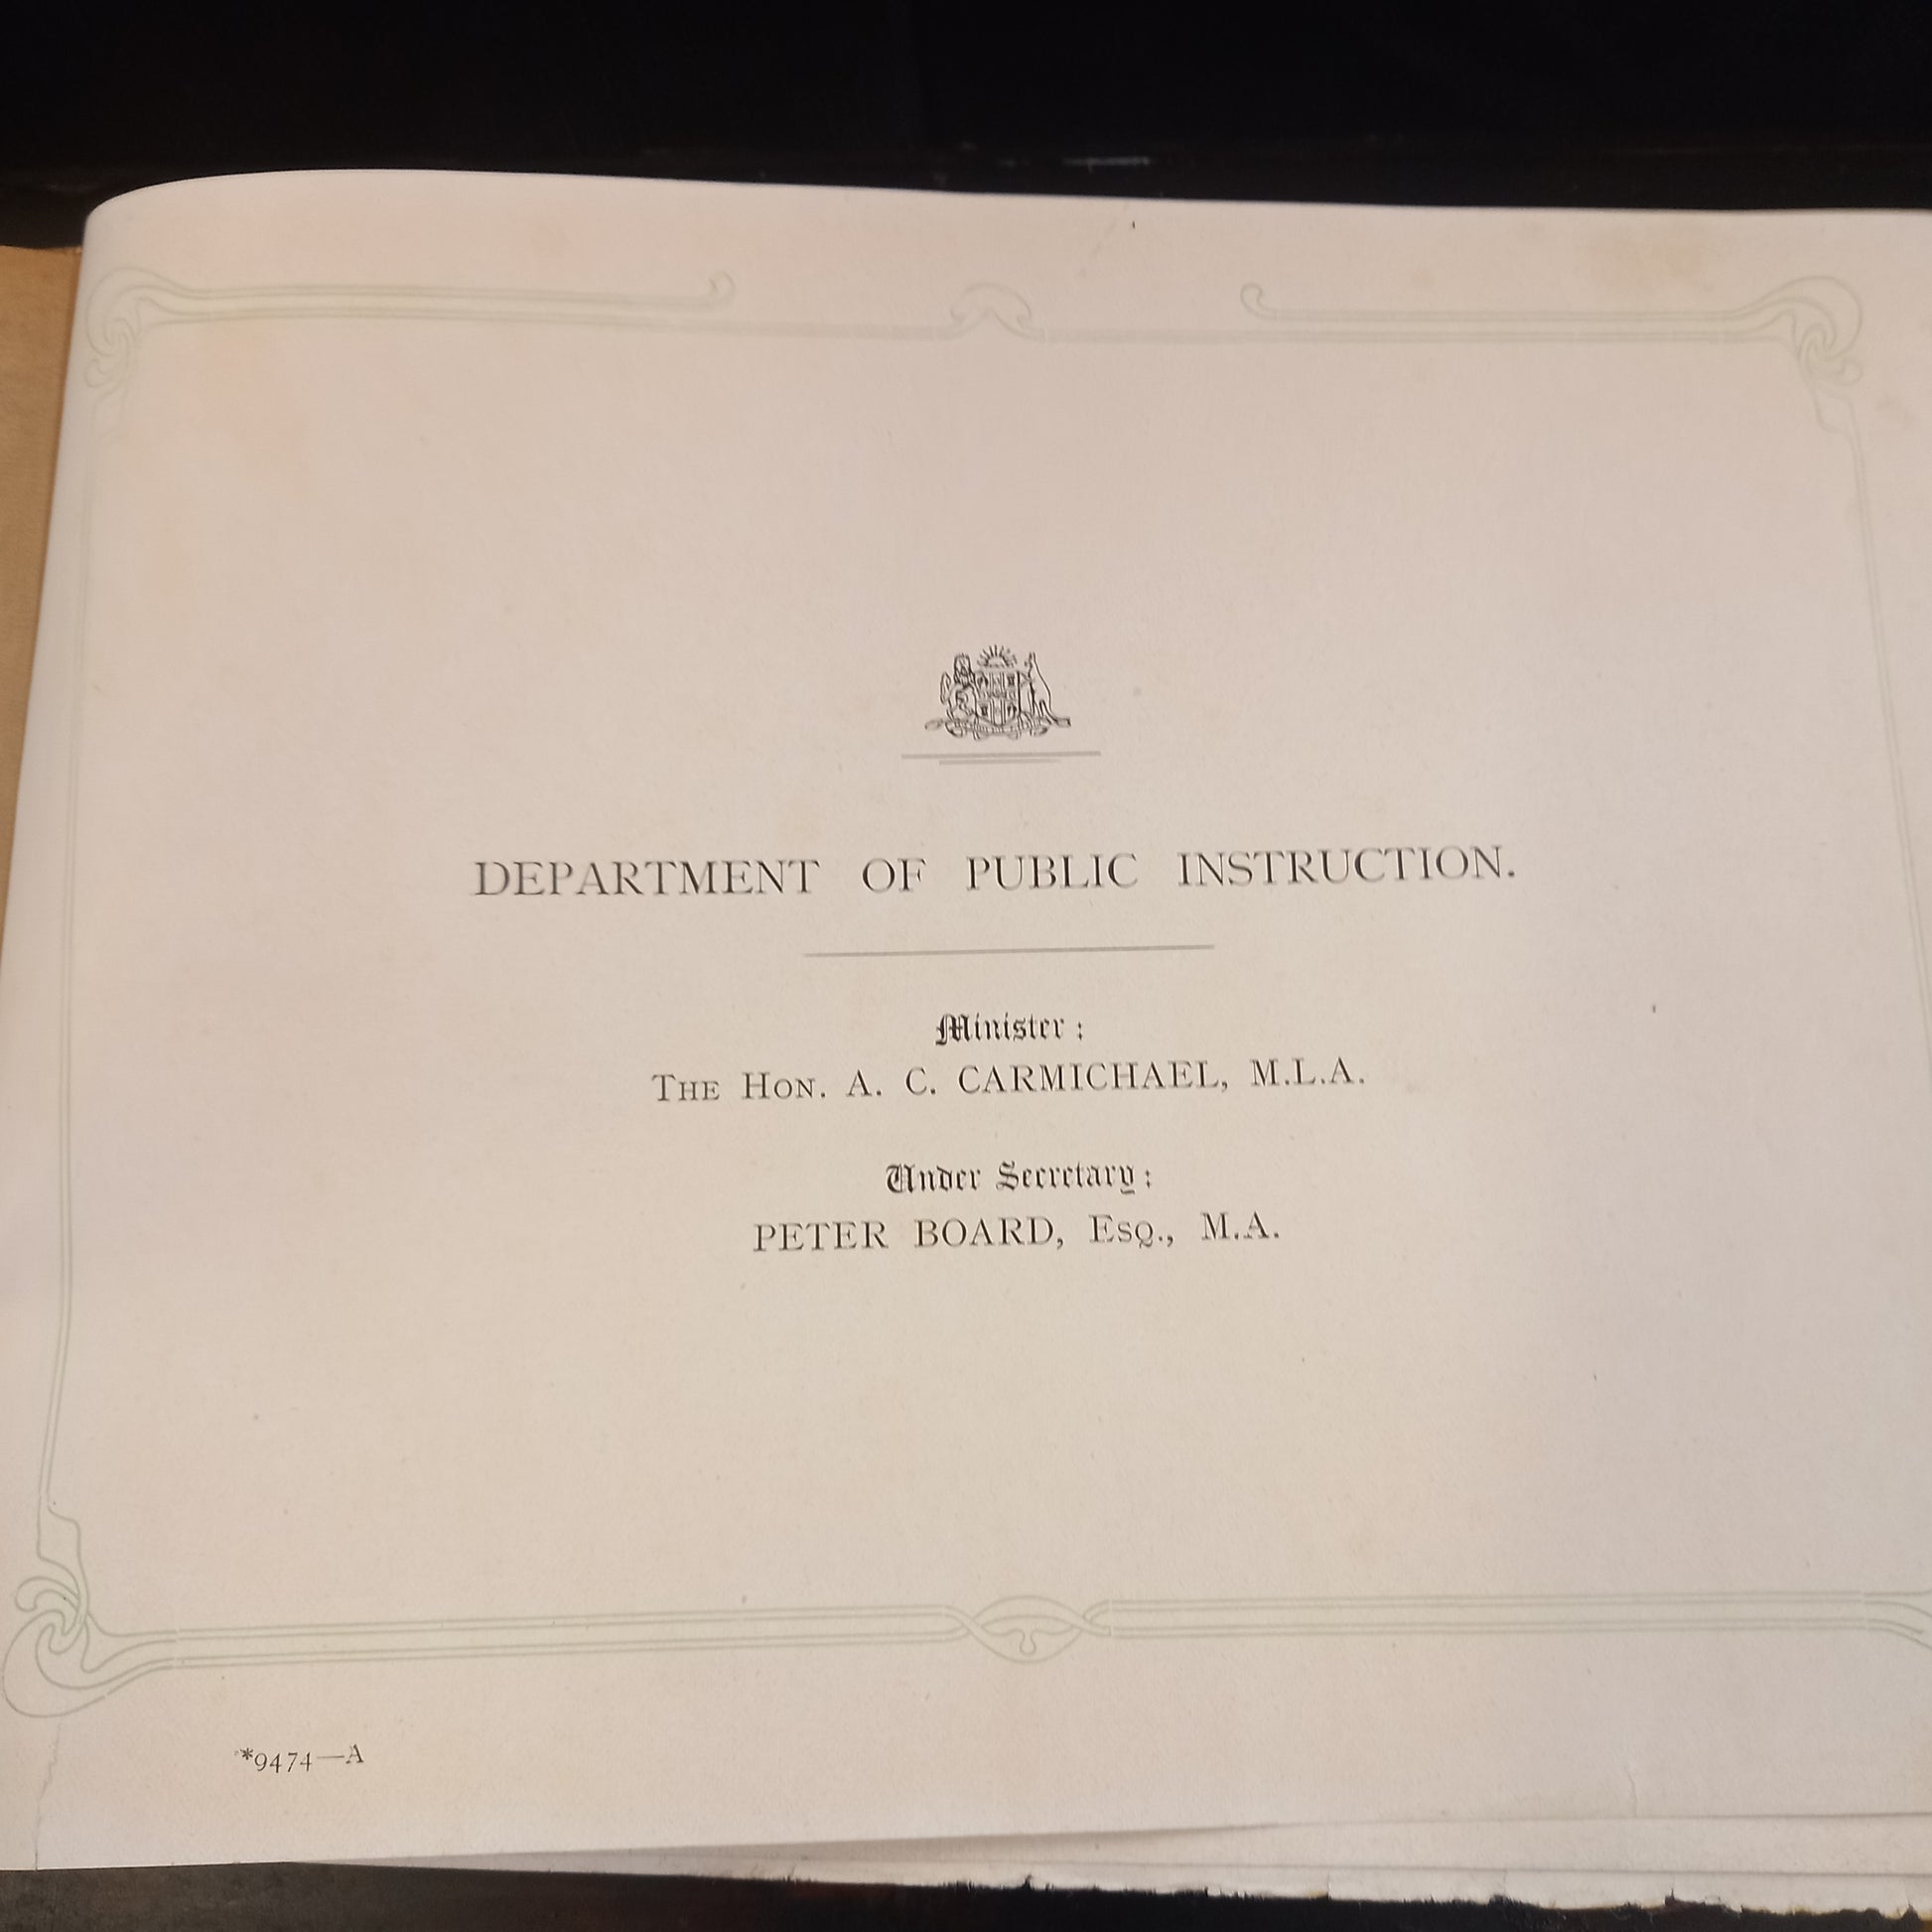 DEPARTMENT OF PUBLIC INSTRUCTION.
Minister:
THE HON. A. C. CARMICHAEL, M.L.A.
Under Secretary:
PETER BOARD, ESQ., M.A.
*9474—A